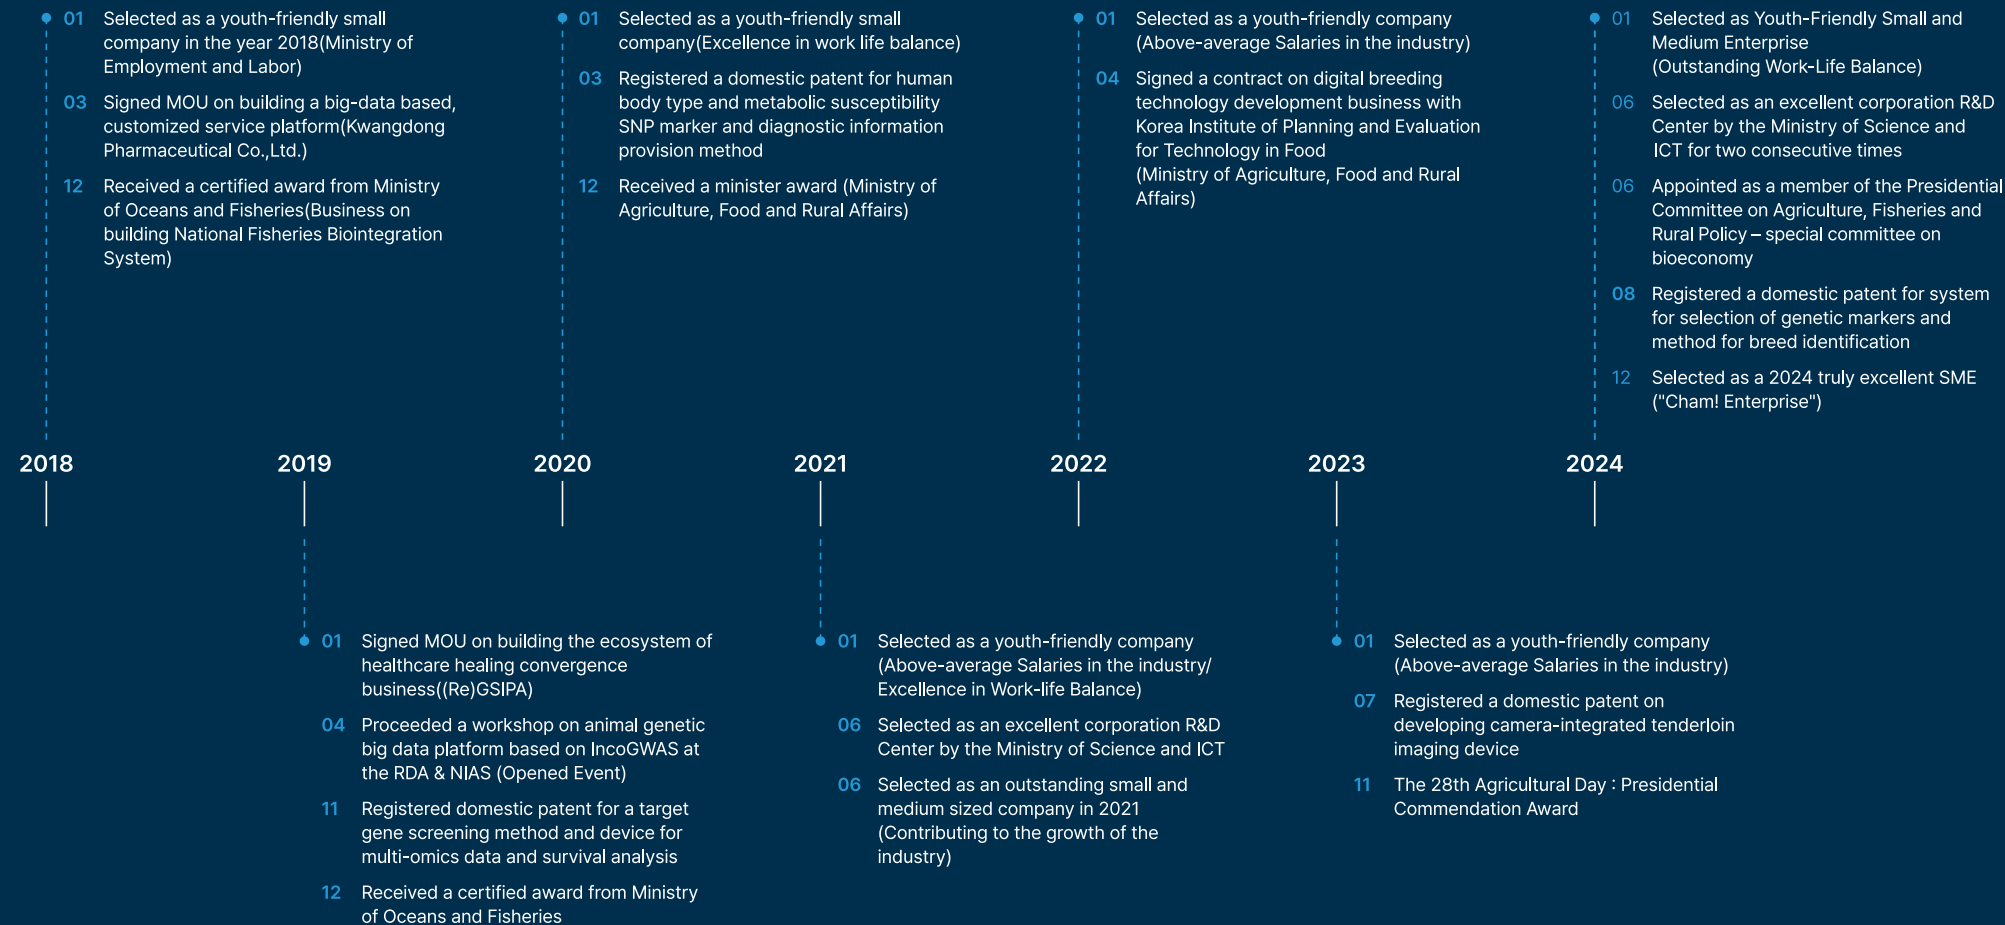 01 Selected as a youth-friendly small
company in the year 2018(Ministry of
Employment and Labor)
03 Signed MOU on building a big-data based,
customized service platform(Kwangdong
Pharmaceutical Co.,Ltd.)
12 Received a certified award from Ministry
of Oceans and Fisheries(Business on
building National Fisheries Biointegration
System)
01 Selected as a youth-friendly small
company(Excellence in work life balance)
03 Registered a domestic patent for human
body type and metabolic susceptibility
SNP marker and diagnostic information
provision method
12 Received a minister award (Ministry of
Agriculture, Food and Rural Affairs)
01 Selected as a youth-friendly company
(Above-average Salaries in the industry)
04 Signed a contract on digital breeding
technology development business with
Korea Institute of Planning and Evaluation
for Technology in Food
(Ministry of Agriculture, Food and Rural
Affairs)
01 Selected as Youth-Friendly Small and
Medium Enterprise
(Outstanding Work-Life Balance)
06 Selected as an excellent corporation R&D
Center by the Ministry of Science and
ICT for two consecutive times
06 Appointed as a member of the Presidential
Committee on Agriculture, Fisheries and
Rural Policy – special committee on
bioeconomy
08 Registered a domestic patent for system
for selection of genetic markers and
method for breed identification
12 Selected as a 2024 truly excellent SME
("Cham! Enterprise")
2018 2019 2020 2021 2022 2023 2024
01 Signed MOU on building the ecosystem of
healthcare healing convergence
business((Re)GSIPA)
04 Proceeded a workshop on animal genetic
big data platform based on IncoGWAS at
the RDA & NIAS (Opened Event)
11 Registered domestic patent for a target
gene screening method and device for
multi-omics data and survival analysis
12 Received a certified award from Ministry
of Oceans and Fisheries
01 Selected as a youth-friendly company
(Above-average Salaries in the industry/
Excellence in Work-life Balance)
06 Selected as an excellent corporation R&D
Center by the Ministry of Science and ICT
06 Selected as an outstanding small and
medium sized company in 2021
(Contributing to the growth of the
industry)
01 Selected as a youth-friendly company
(Above-average Salaries in the industry)
07 Registered a domestic patent on
developing camera-integrated tenderloin
imaging device
11 The 28th Agricultural Day : Presidential
Commendation Award